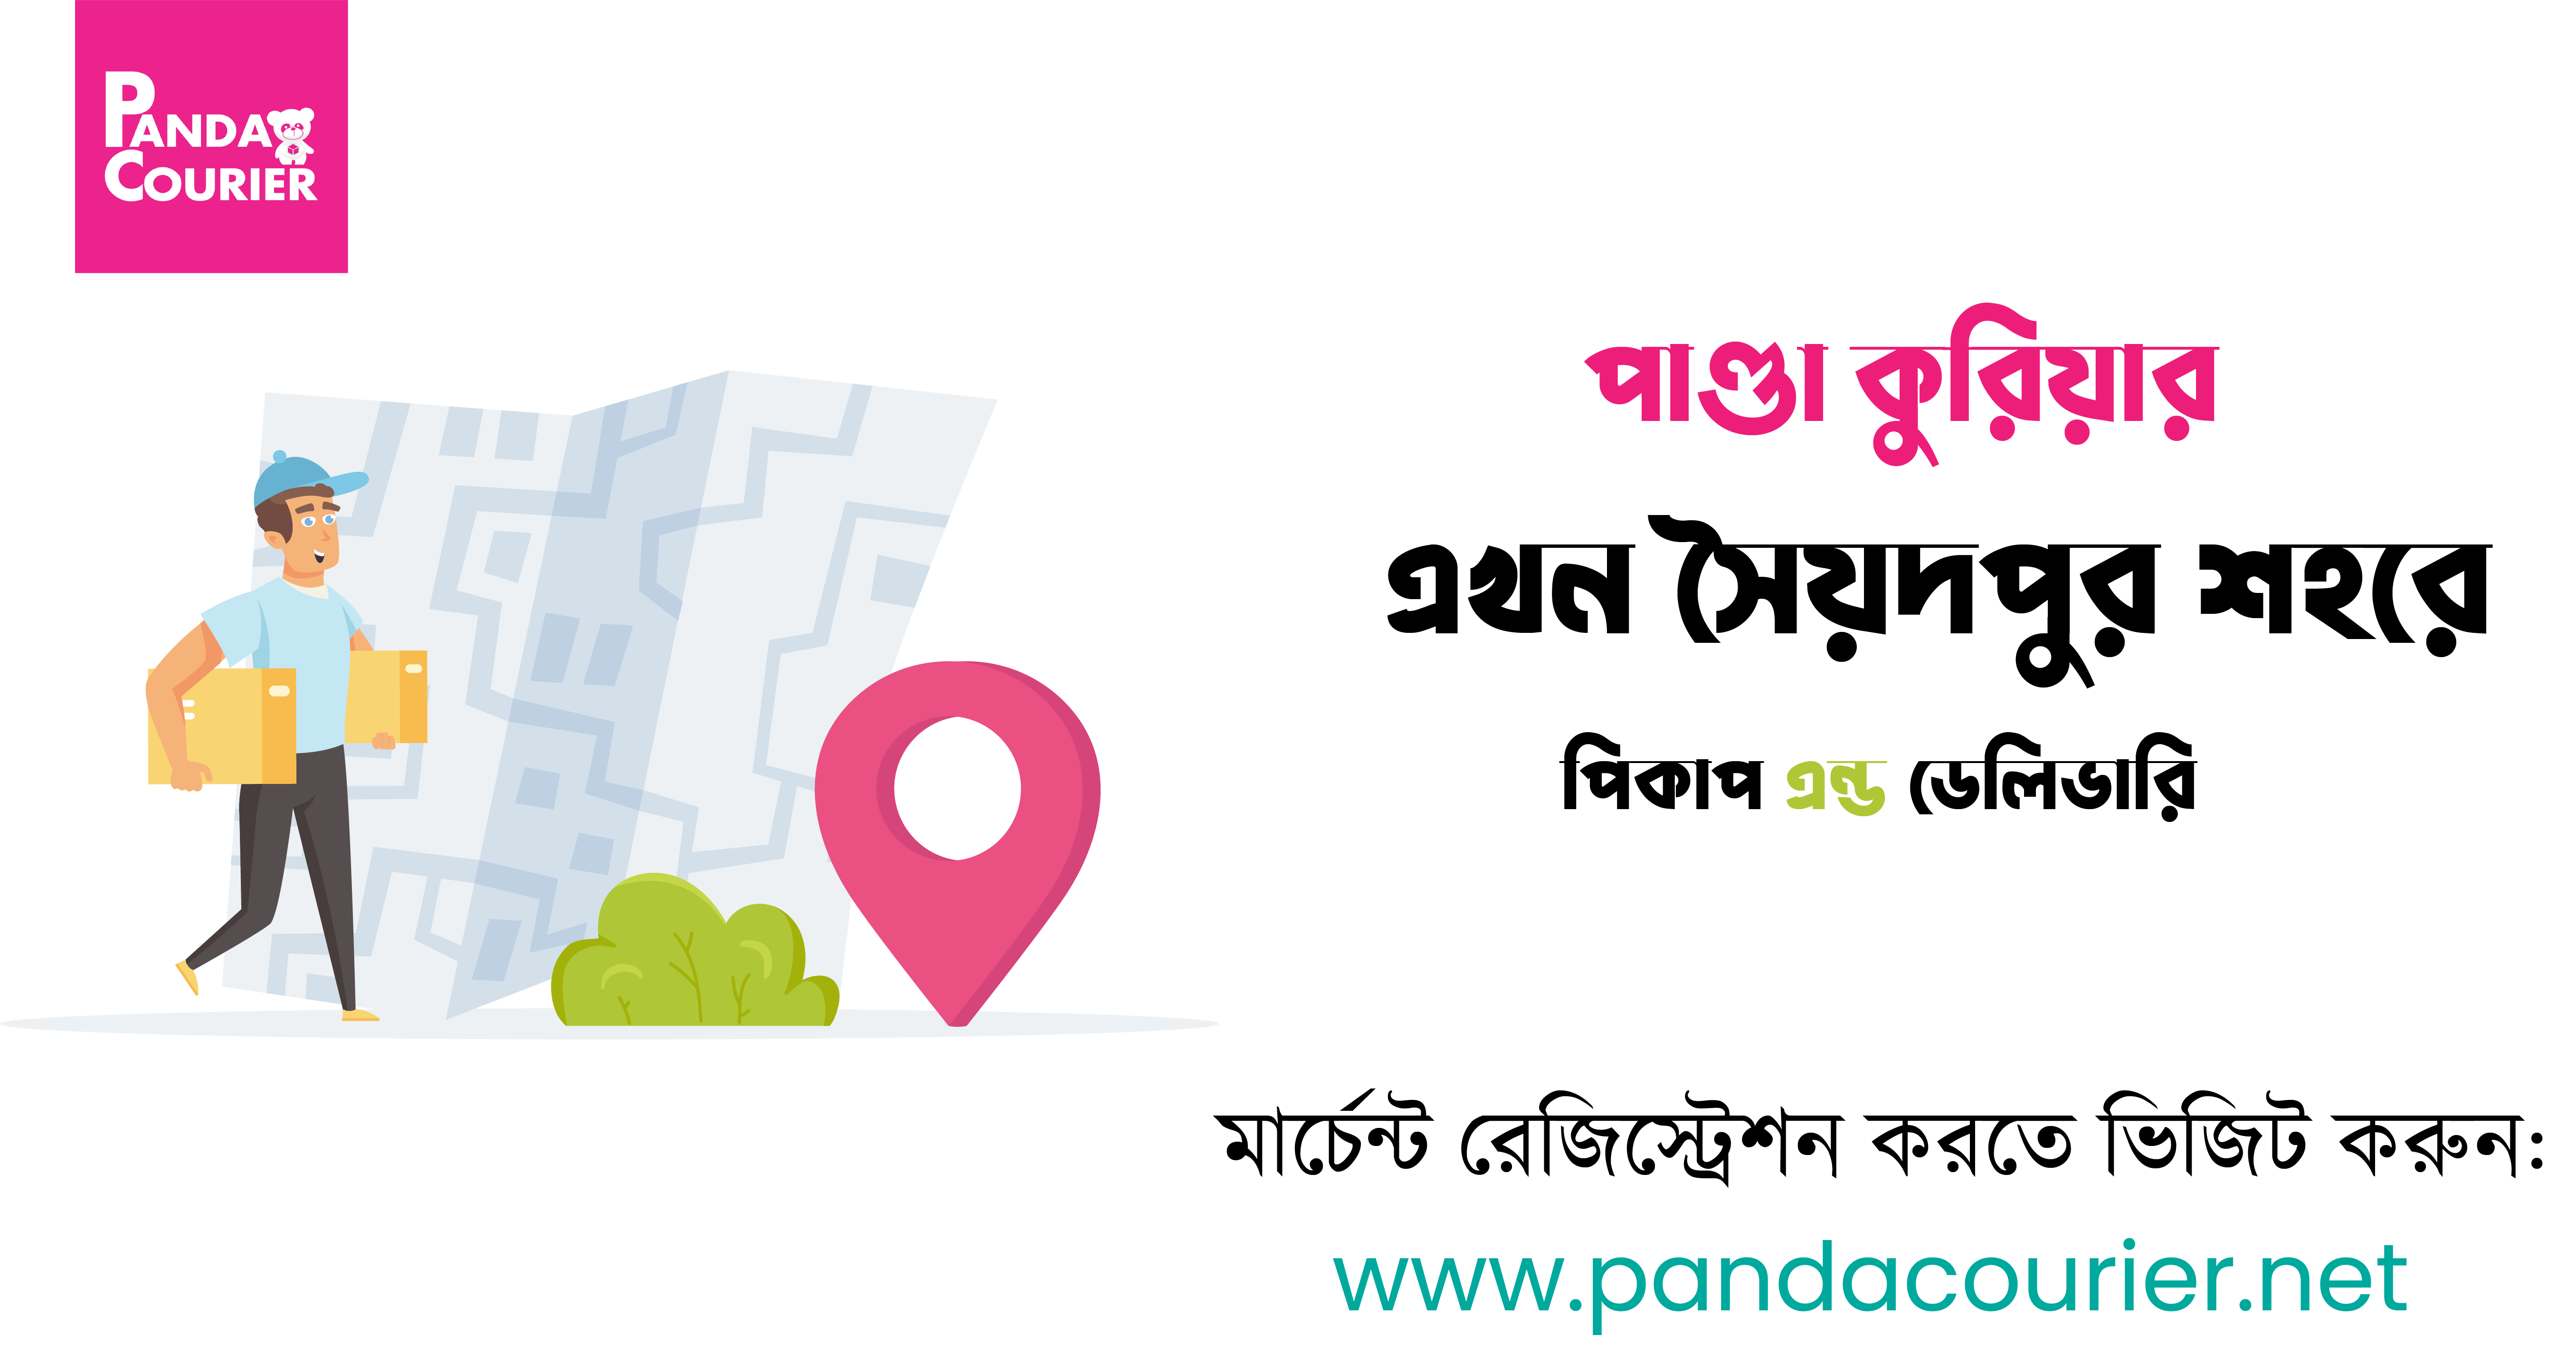 PANDA
COURIER
পাণ্ডা কুরিয়ার
এখন সৈয়দপুর শহরে
পিকাপ এন্ড ডেলিভারি
মার্চেন্ট রেজিস্ট্রেশন করতে ভিজিট করুন:
www.pandacourier.net